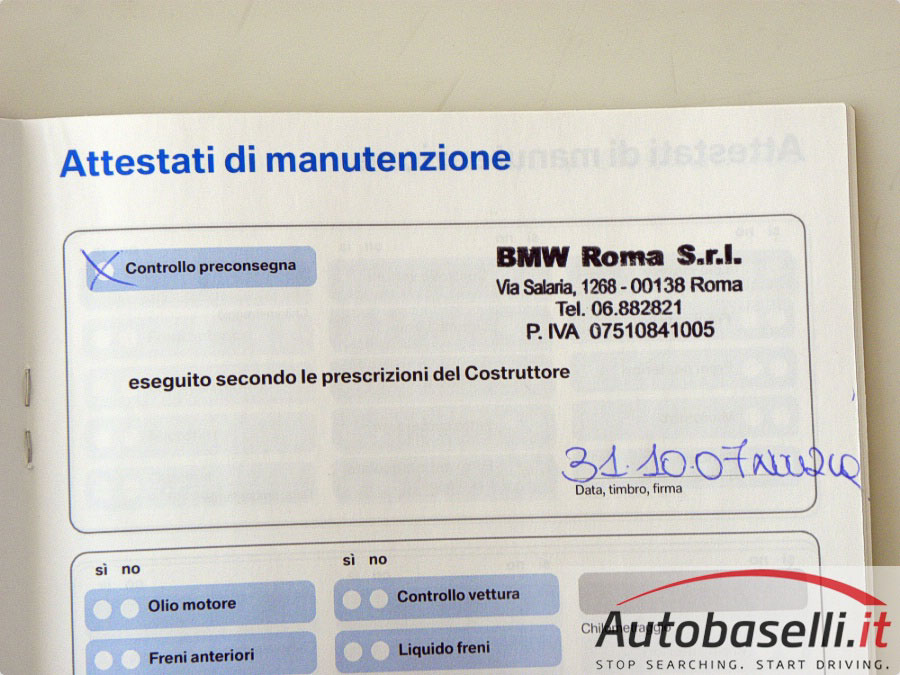 Attestati di manutenzione
Controllo preconsegna
BMW Roma S.r.l.
Via Salaria, 1268 - 00138 Roma
Tel. 06.882821
P. IVA 07510841005
eseguito secondo le prescrizioni del Costruttore
31.10.07
Data, timbro, firma
sì no
sì no
Olio motore
Controllo vettura
Freni anteriori
Liquido freni
Chilometraggio
Autobaselli.it
STOP SEARCHING. START DRIVING.